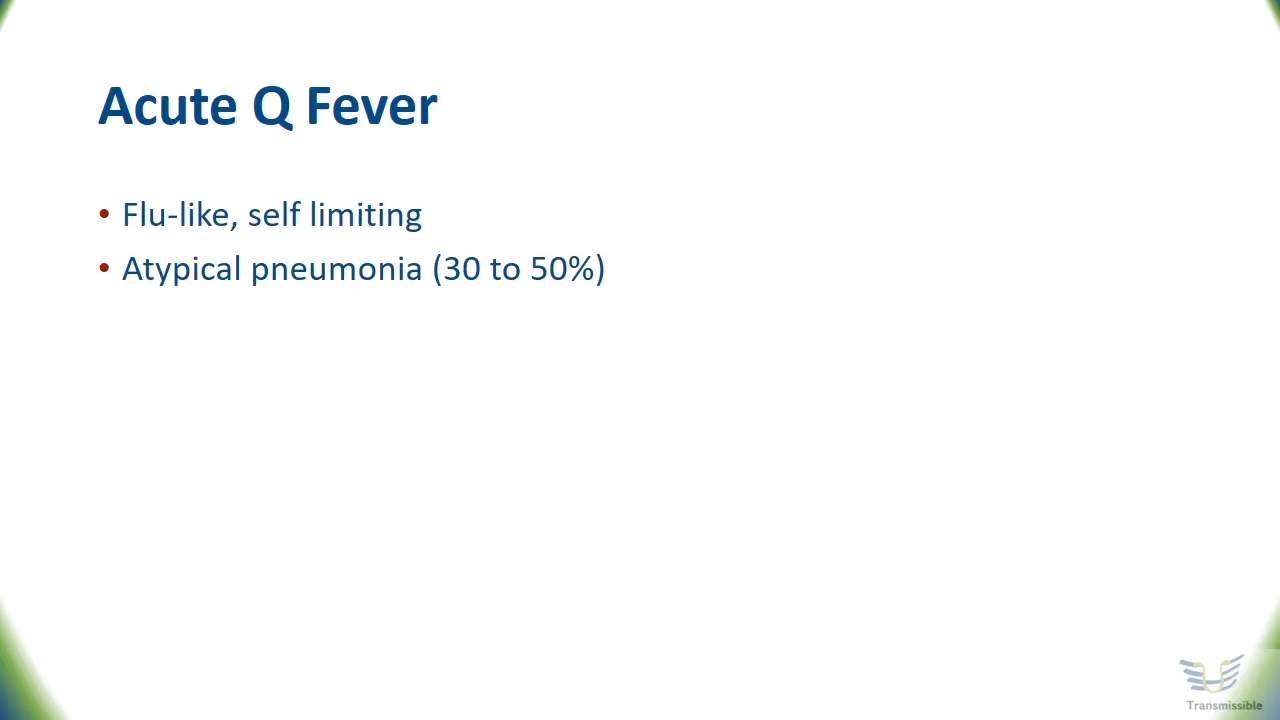 Acute Q Fever
• Flu-like, self limiting
• Atypical pneumonia (30 to 50%)
Transmissible